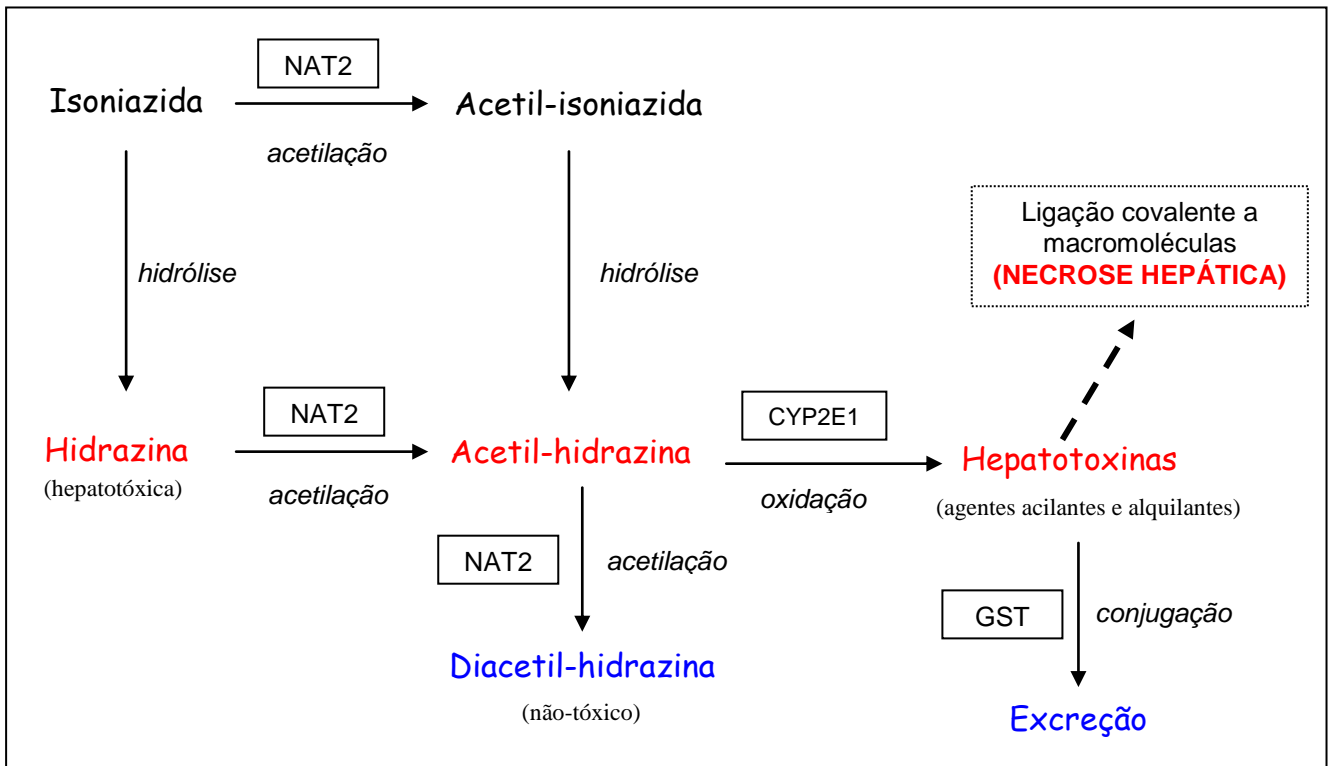 NAT2
Isoniazida
Acetil-isoniazida
acetilação
Ligação covalente a
macromoléculas
(NECROSE HEPÁTICA)
hidrólise
hidrólise
NAT2
CYP2E1
Hidrazina
Acetil-hidrazina
Hepatotoxinas
(hepatotóxica)
acetilação
oxidação
(agentes acilantes e alquilantes)
NAT2
acetilação
GST
conjugação
Diacetil-hidrazina
(não-tóxico)
Excreção